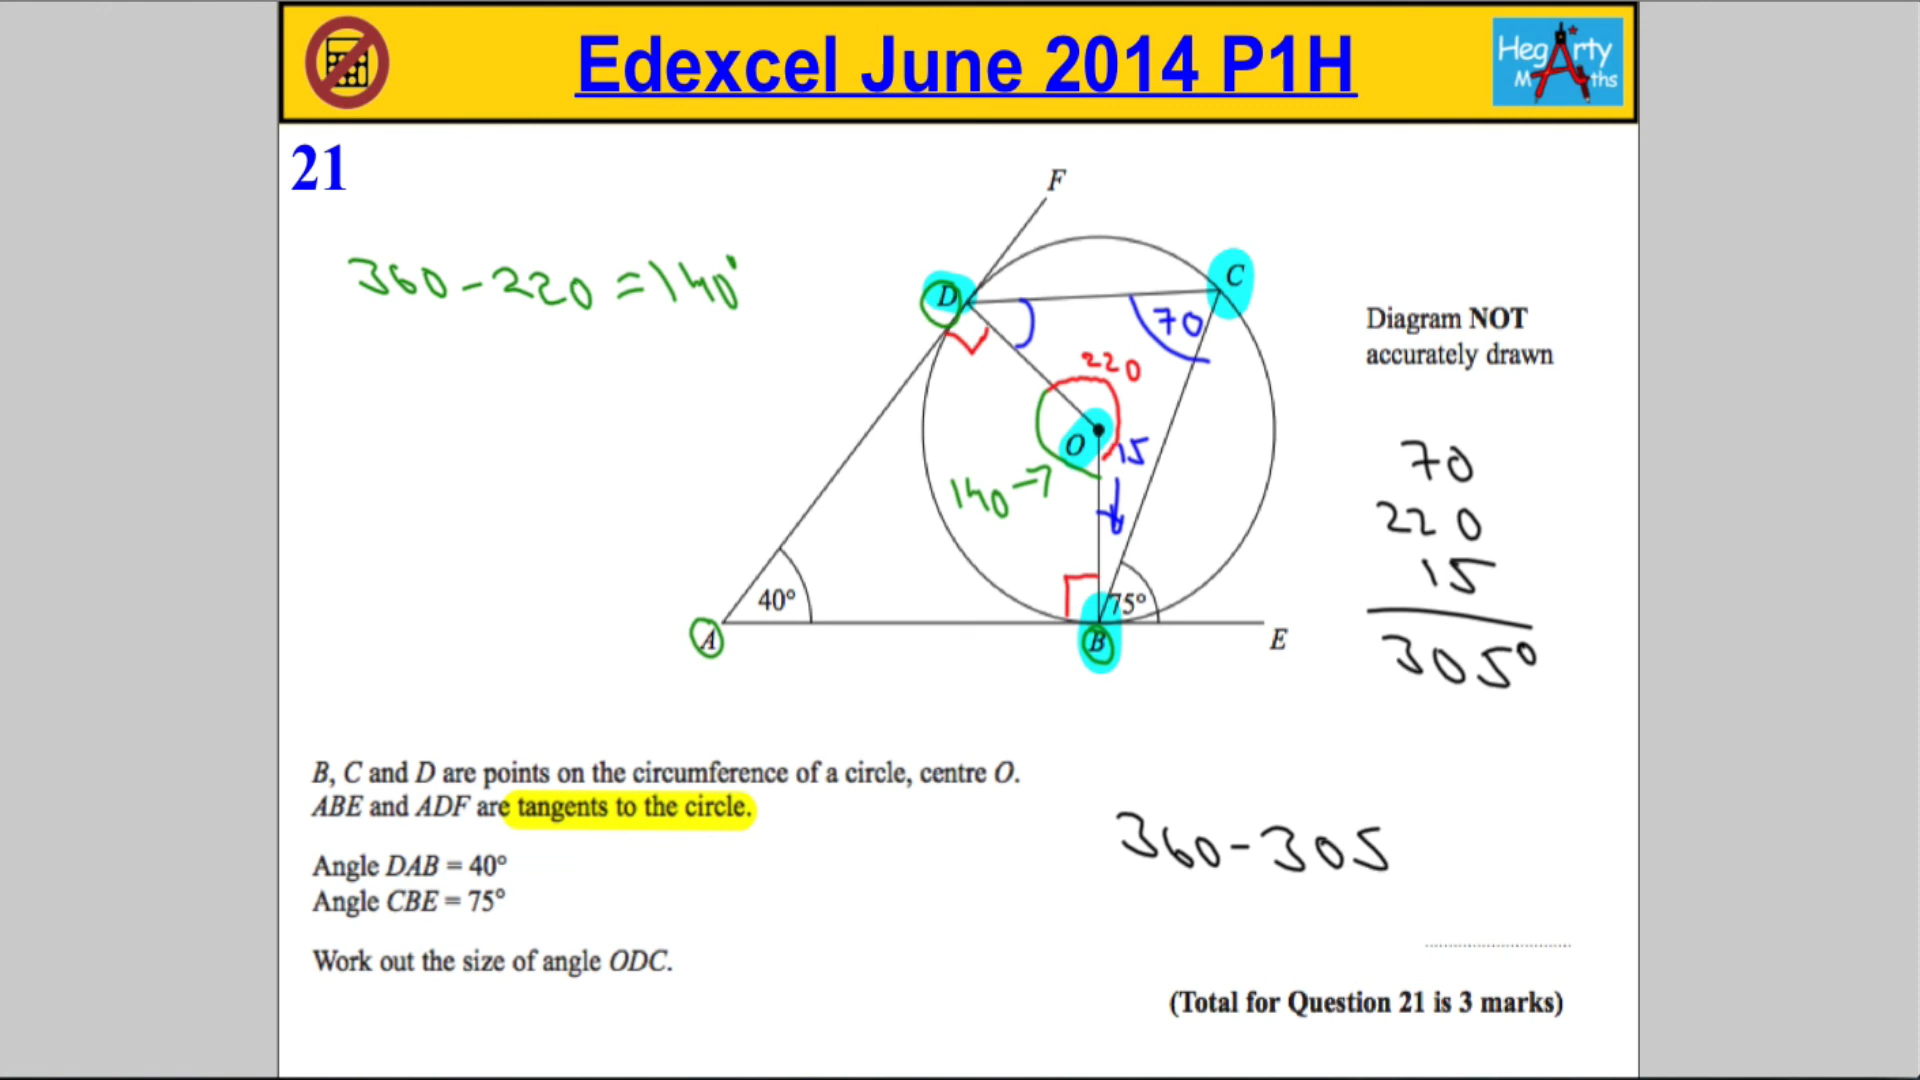 Edexcel June 2014 P1H
Hegarty
Maths
21
F
360-220=140°
D
C
70
Diagram NOT
accurately drawn
220
O
15
70
140→
220
15
40°
75°
305°
A
B
E
B, C and D are points on the circumference of a circle, centre O.
ABE and ADF are tangents to the circle.
360-305
Angle DAB = 40°
Angle CBE = 75°
Work out the size of angle ODC.
(Total for Question 21 is 3 marks)